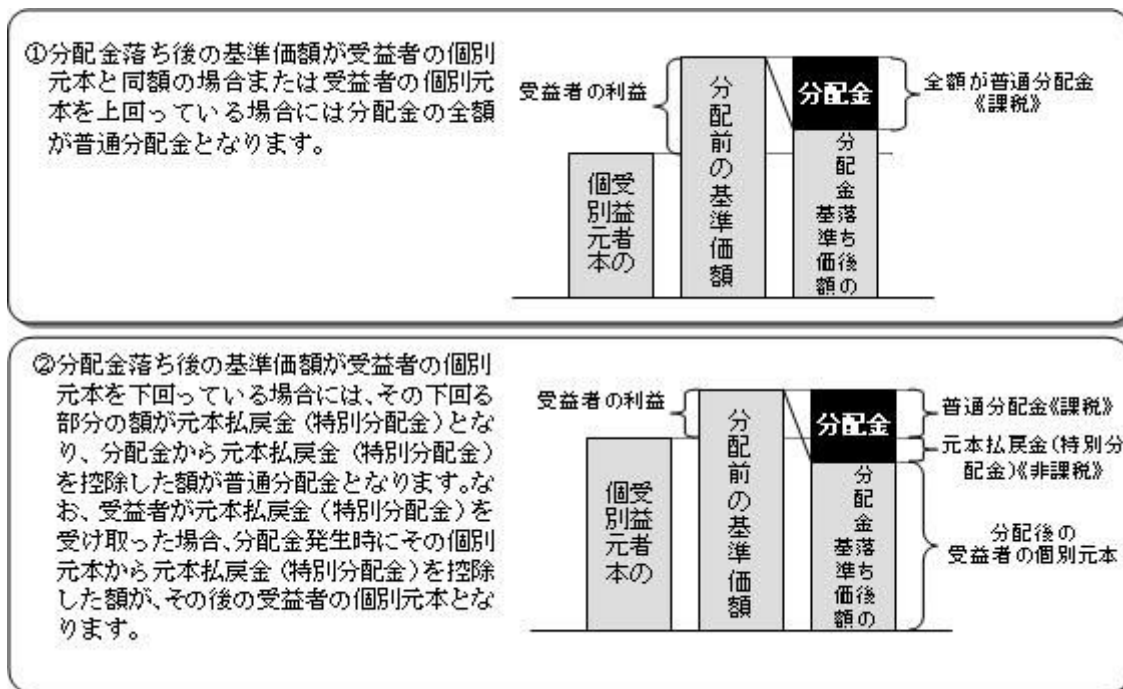 ①分配金落ち後の基準価額が受益者の個別
元本と同額の場合または受益者の個別元
本を上回っている場合には分配金の全額
が普通分配金となります。
受益者の利益
受益者の
個別元本
分配前の基準価額
分配金
分配金落ち後の
基準価額
全額が普通分配金
《課税》
②分配金落ち後の基準価額が受益者の個別
元本を下回っている場合には、その下回る
部分の額が元本払戻金(特別分配金)とな
り、分配金から元本払戻金(特別分配金)
を控除した額が普通分配金となります。な
お、受益者が元本払戻金(特別分配金)を
受け取った場合、分配金発生時にその個別
元本から元本払戻金(特別分配金)を控除
した額が、その後の受益者の個別元本とな
ります。
受益者の利益
受益者の
個別元本
分配前の基準価額
分配金
分配金落ち後の
基準価額
普通分配金《課税》
元本払戻金(特別分
配金)《非課税》
分配後の
受益者の個別元本